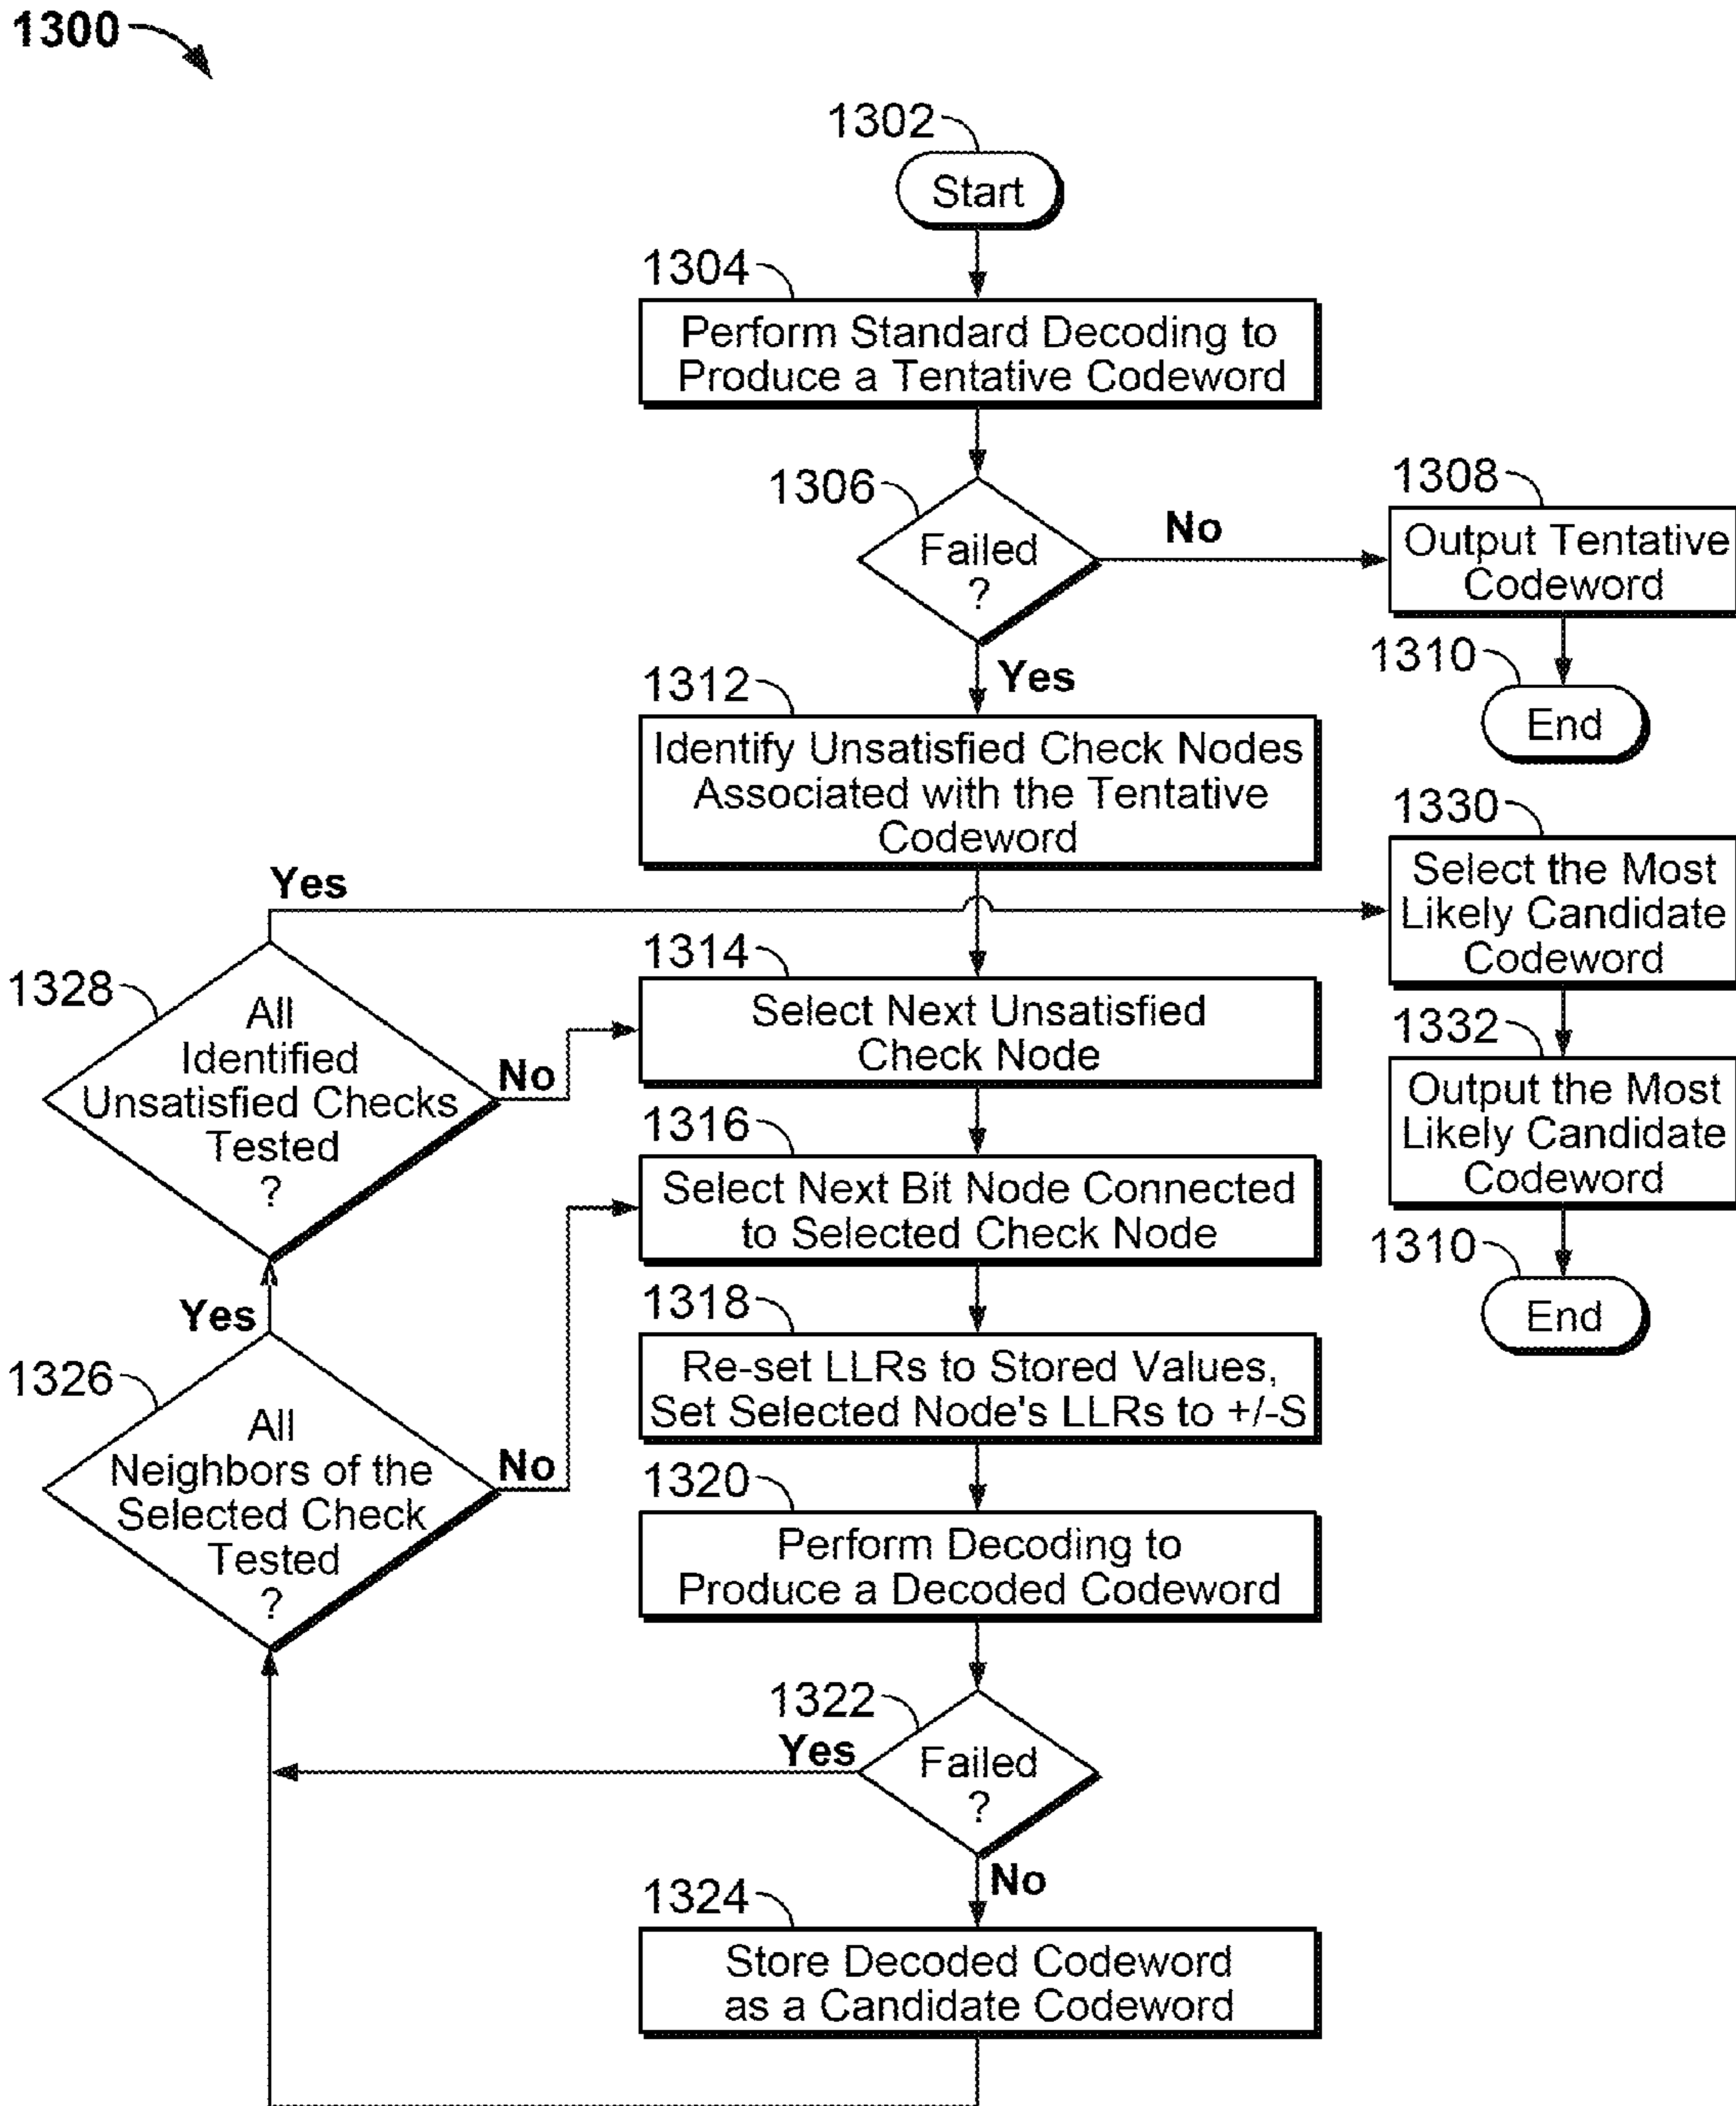 1300
1302
Start
1304
Perform Standard Decoding to
Produce a Tentative Codeword
1306
Failed
?
No
1308
Output Tentative
Codeword
1310
End
Yes
1312
Identify Unsatisfied Check Nodes
Associated with the Tentative
Codeword
1330
Select the Most
Likely Candidate
Codeword
Yes
1328
All
Identified
Unsatisfied Checks
Tested
?
No
1314
Select Next Unsatisfied
Check Node
1332
Output the Most
Likely Candidate
Codeword
1316
Select Next Bit Node Connected
to Selected Check Node
1310
End
Yes
1326
All
Neighbors of the
Selected Check
Tested
?
No
1318
Re-set LLRs to Stored Values,
Set Selected Node's LLRs to +/-S
1320
Perform Decoding to
Produce a Decoded Codeword
1322
Yes
Failed
?
No
1324
Store Decoded Codeword
as a Candidate Codeword